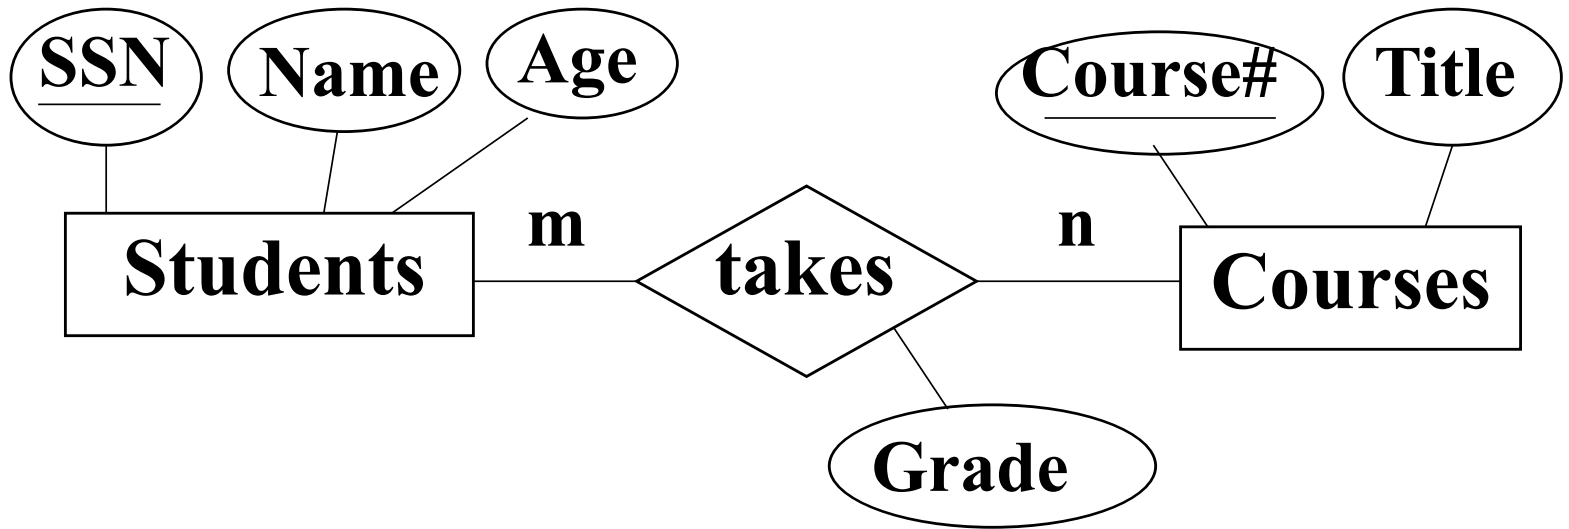 SSN
Name
Age
Course#
Title
m
n
Students
takes
Courses
Grade